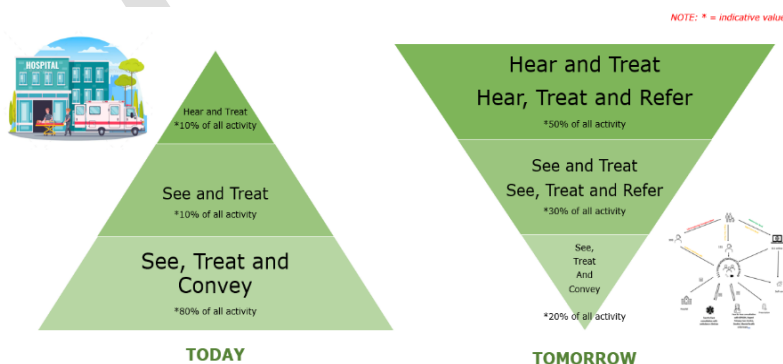 NOTE: * = indicative value
HOSPITAL
Hear and Treat
*10% of all activity
See and Treat
*10% of all activity
See, Treat and
Convey
*80% of all activity
TODAY
Hear and Treat
Hear, Treat and Refer
*50% of all activity
See and Treat
See, Treat and Refer
*30% of all activity
See,
Treat
And
Convey
*20% of all activity
TOMORROW